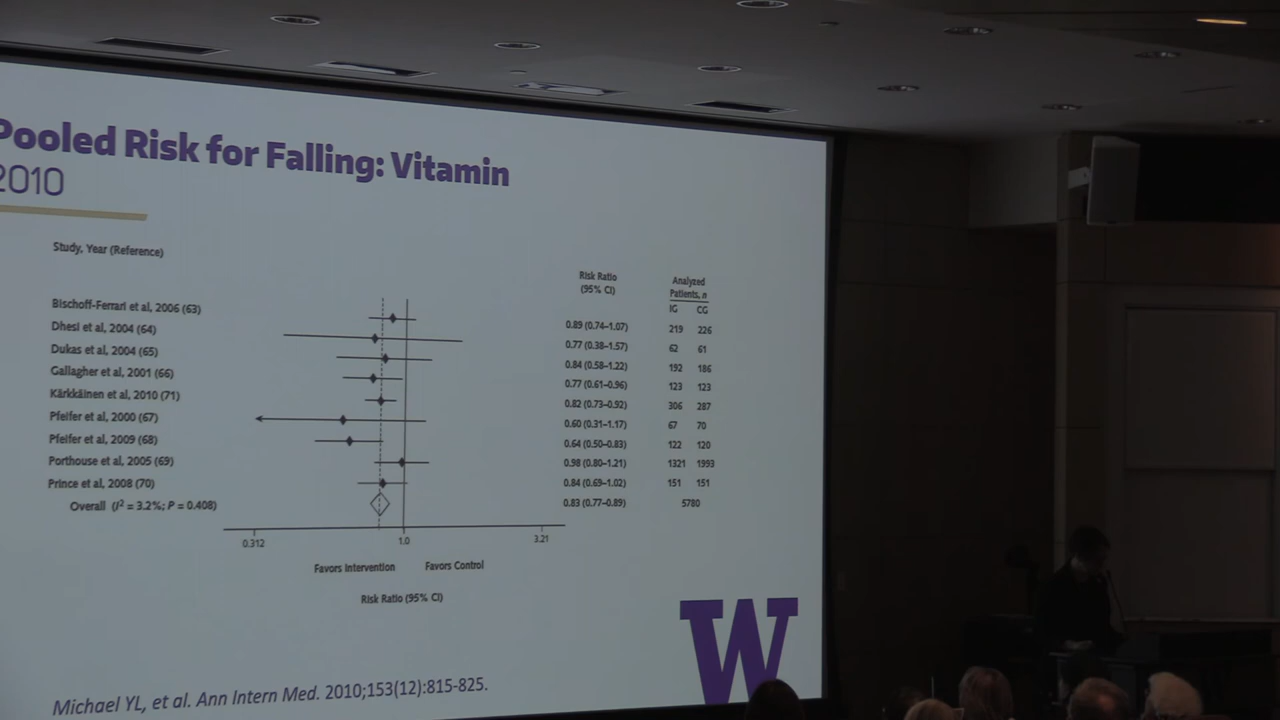 Pooled Risk for Falling: Vitamin
2010
Study, Year (Reference)
Risk Ratio
(95% CI)
Analyzed
Patients, n
IG CG
Bischoff-Ferrari et al, 2006 (63) 0.89 (0.74–1.07) 219 226
Dhesi et al, 2004 (64) 0.77 (0.38–1.57) 62 61
Dukas et al, 2004 (65) 0.84 (0.58–1.22) 192 186
Gallagher et al, 2001 (66) 0.77 (0.61–0.96) 123 123
Kärkkäinen et al, 2010 (71) 0.82 (0.73–0.92) 306 287
Pfeifer et al, 2000 (67) 0.60 (0.31–1.17) 67 70
Pfeifer et al, 2009 (68) 0.64 (0.50–0.83) 122 120
Porthouse et al, 2005 (69) 0.98 (0.80–1.21) 1321 1993
Prince et al, 2008 (70) 0.84 (0.69–1.02) 151 151
Overall (I² = 3.2%; P = 0.408) 0.83 (0.77–0.89) 5780
0.312 1.0 3.21
Favors Intervention Favors Control
Risk Ratio (95% CI)
W
Michael YL, et al. Ann Intern Med. 2010;153(12):815-825.